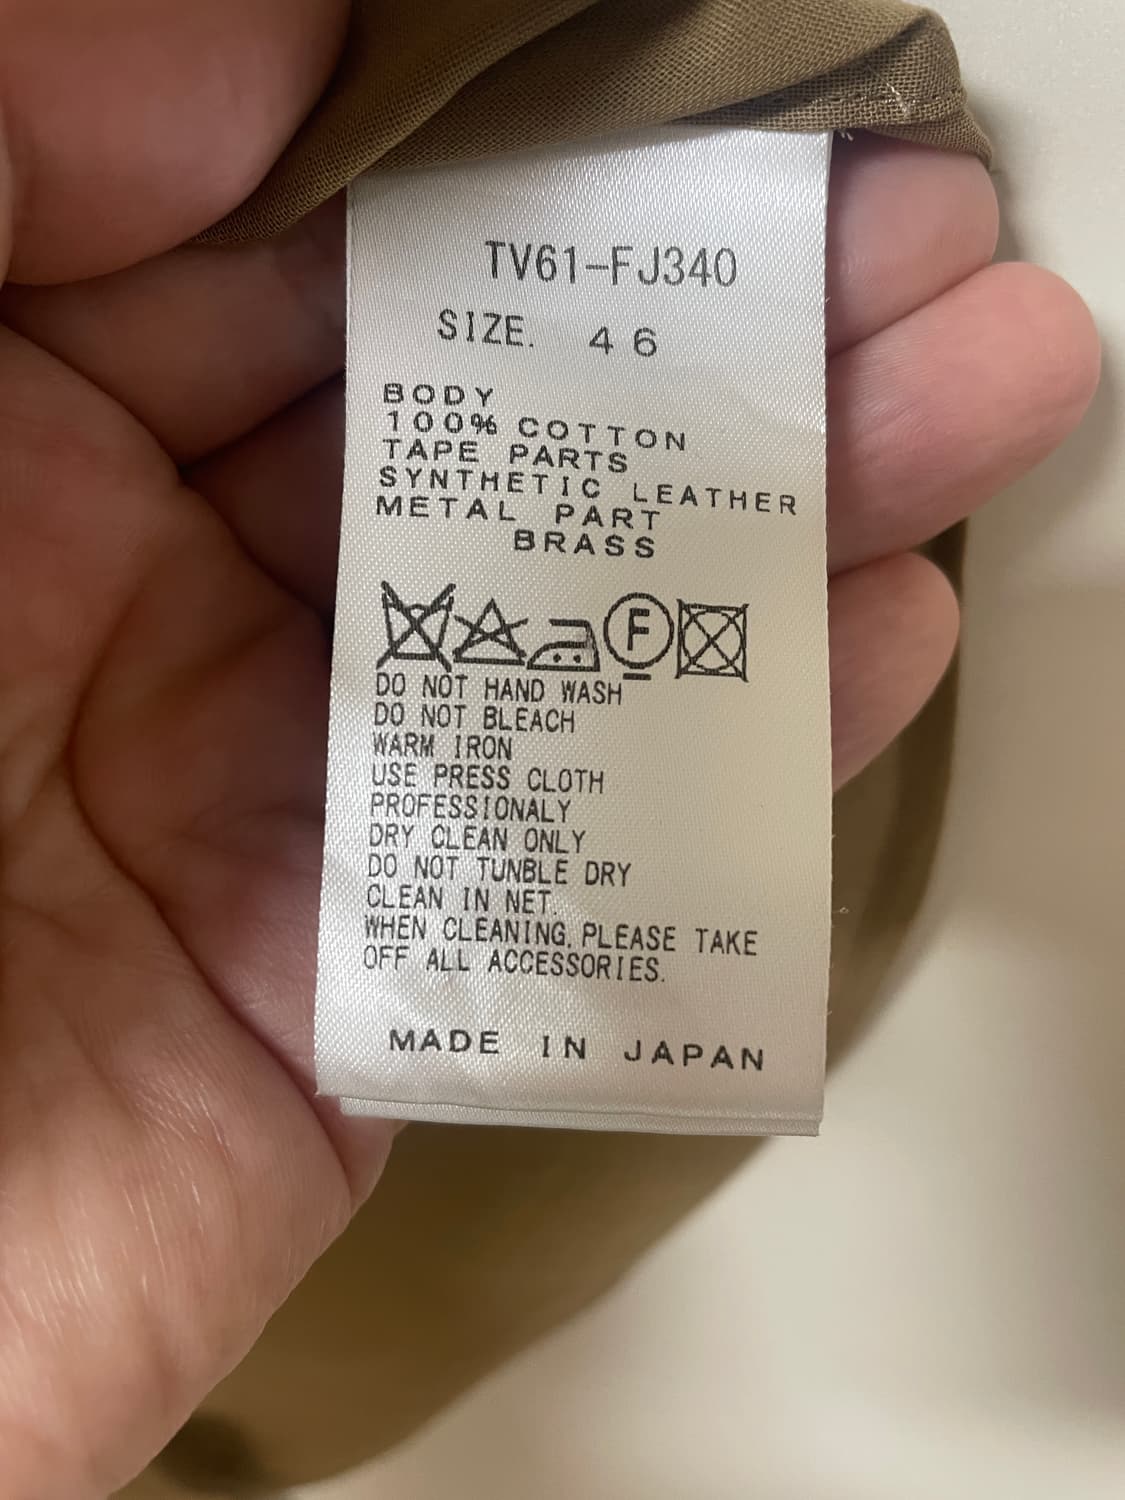 TV61-FJ340
SIZE. 46
BODY
100% COTTON
TAPE PARTS
SYNTHETIC LEATHER
METAL PART
BRASS
F
DO NOT HAND WASH
DO NOT BLEACH
WARM IRON
USE PRESS CLOTH
PROFESSIONALY
DRY CLEAN ONLY
DO NOT TUNBLE DRY
CLEAN IN NET.
WHEN CLEANING, PLEASE TAKE
OFF ALL ACCESSORIES.
MADE IN JAPAN